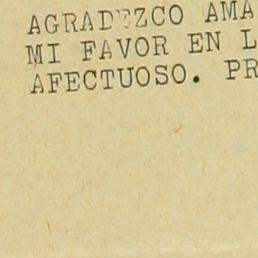 AGRADEZCO AMA
MI FAVOR EN L
AFECTUOSO. PR